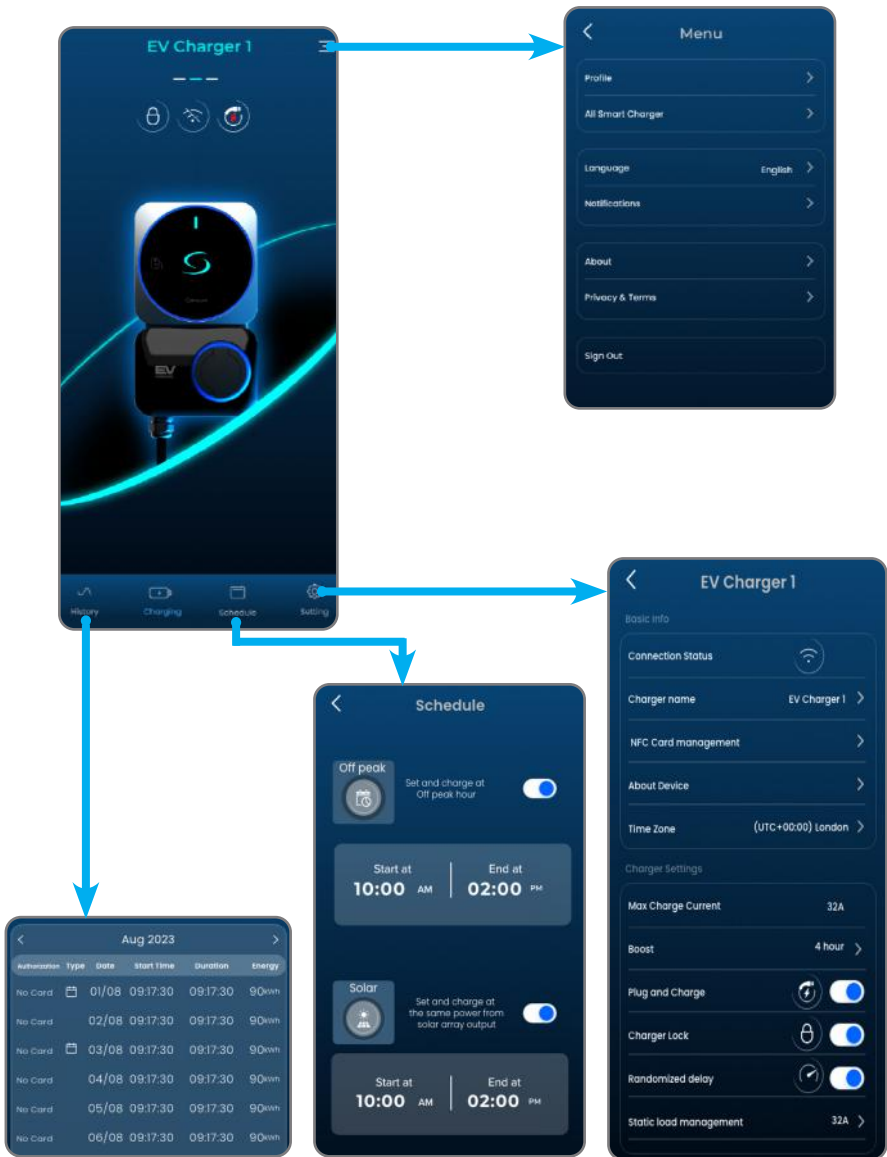 EV Charger 1
EV
History
Charging
Schedule
Setting
Menu
Profile
All Smart Charger
Language English
Notifications
About
Privacy & Terms
Sign Out
EV Charger 1
Basic Info
Connection Status
Charger name EV Charger 1
NFC Card management
About Device
Time Zone (UTC+00:00) London
Charger Settings
Max Charge Current 32A
Boost 4 hour
Plug and Charge
Charger Lock
Randomized delay
Static load management 32A
Schedule
Off peak
Set and charge at
Off peak hour
Start at End at
10:00 AM 02:00 PM
Solar
Set and charge at
the same power from
solar array output
Start at End at
10:00 AM 02:00 PM
Aug 2023
Authorization Type Date Start Time Duration Energy
No Card 01/08 09:17:30 09:17:30 90kWh
No Card 02/08 09:17:30 09:17:30 90kWh
No Card 03/08 09:17:30 09:17:30 90kWh
No Card 04/08 09:17:30 09:17:30 90kWh
No Card 05/08 09:17:30 09:17:30 90kWh
No Card 06/08 09:17:30 09:17:30 90kWh